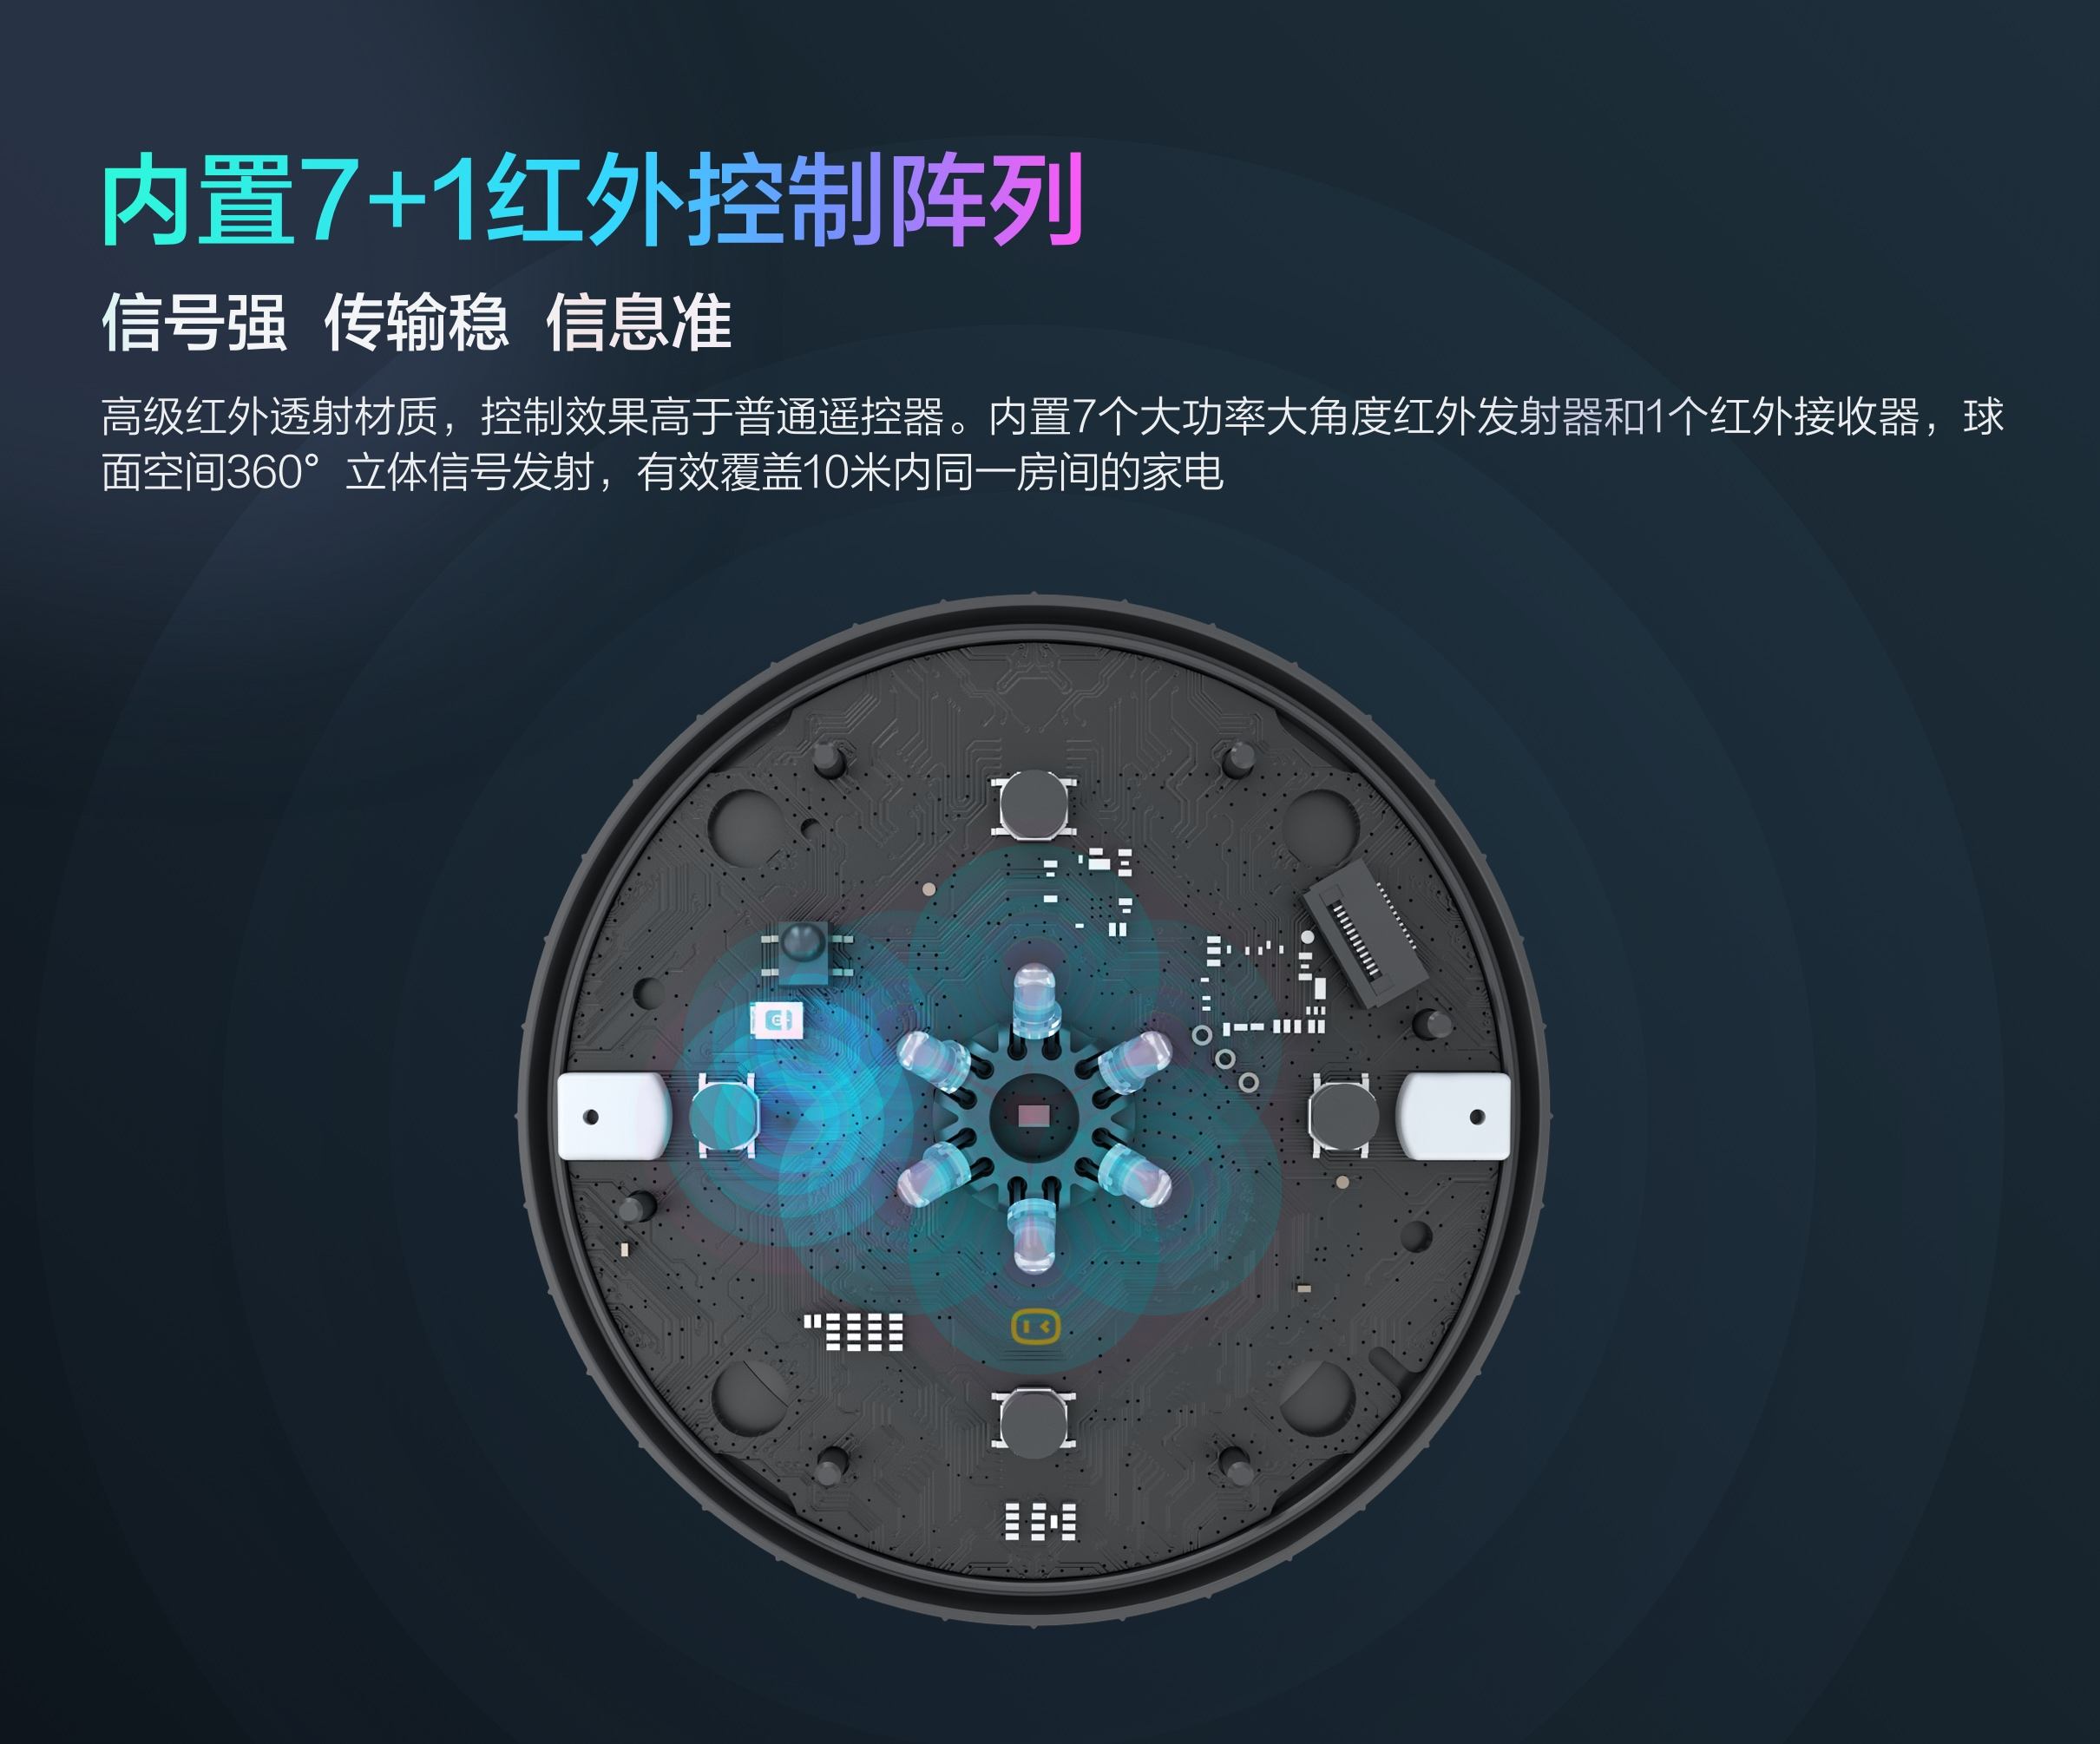 内置7+1红外控制阵列
信号强 传输稳 信息准
高级红外透射材质，控制效果高于普通遥控器。内置7个大功率大角度红外发射器和1个红外接收器，球
面空间360°立体信号发射，有效覆盖10米内同一房间的家电